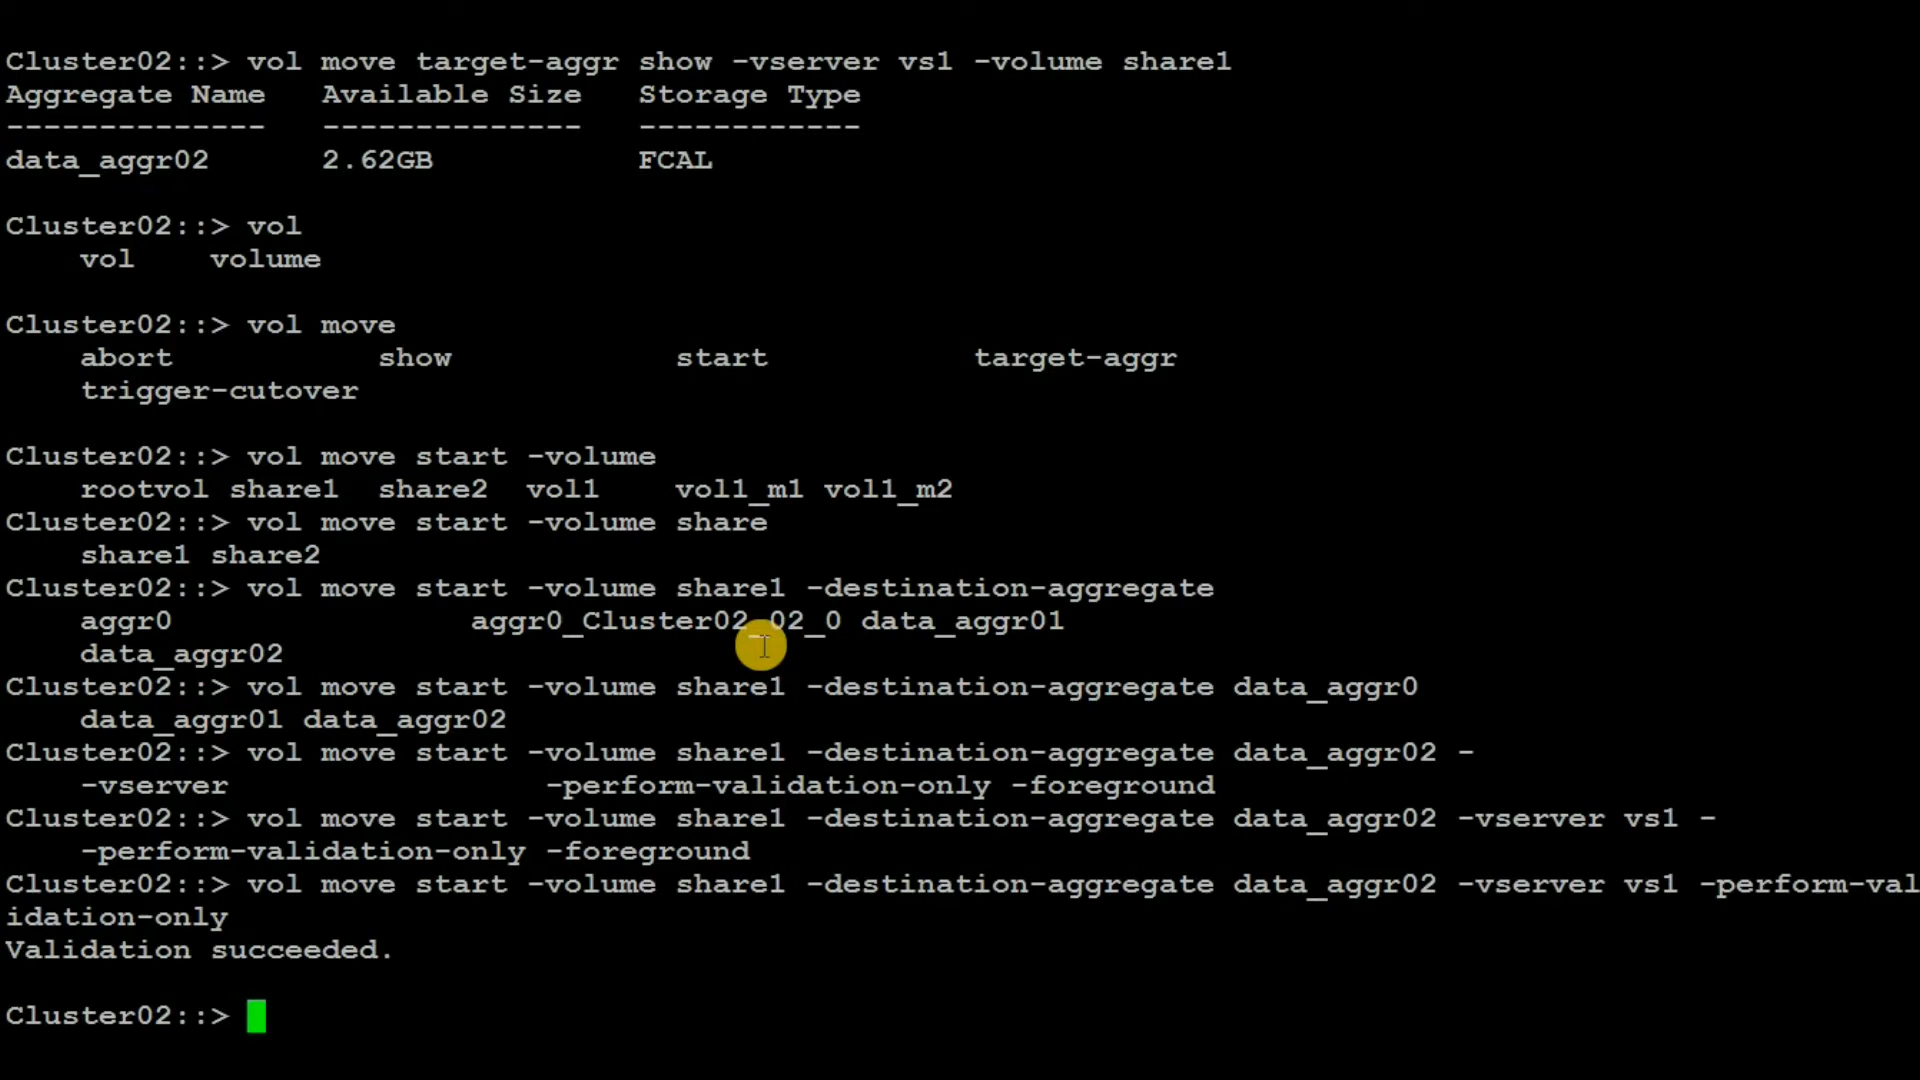 Cluster02::> vol move target-aggr show -vserver vs1 -volume share1
Aggregate Name   Available Size   Storage Type
--------------   --------------   ------------
data_aggr02      2.62GB           FCAL
Cluster02::> vol
    vol    volume
Cluster02::> vol move
    abort           show            start           target-aggr
    trigger-cutover
Cluster02::> vol move start -volume
    rootvol share1  share2  vol1    vol1_m1 vol1_m2
Cluster02::> vol move start -volume share
    share1 share2
Cluster02::> vol move start -volume share1 -destination-aggregate
    aggr0                aggr0_Cluster02_02_0 data_aggr01
    data_aggr02
Cluster02::> vol move start -volume share1 -destination-aggregate data_aggr0
    data_aggr01 data_aggr02
Cluster02::> vol move start -volume share1 -destination-aggregate data_aggr02 -
    -vserver                 -perform-validation-only -foreground
Cluster02::> vol move start -volume share1 -destination-aggregate data_aggr02 -vserver vs1 -
    -perform-validation-only -foreground
Cluster02::> vol move start -volume share1 -destination-aggregate data_aggr02 -vserver vs1 -perform-val
idation-only
Validation succeeded.
Cluster02::>